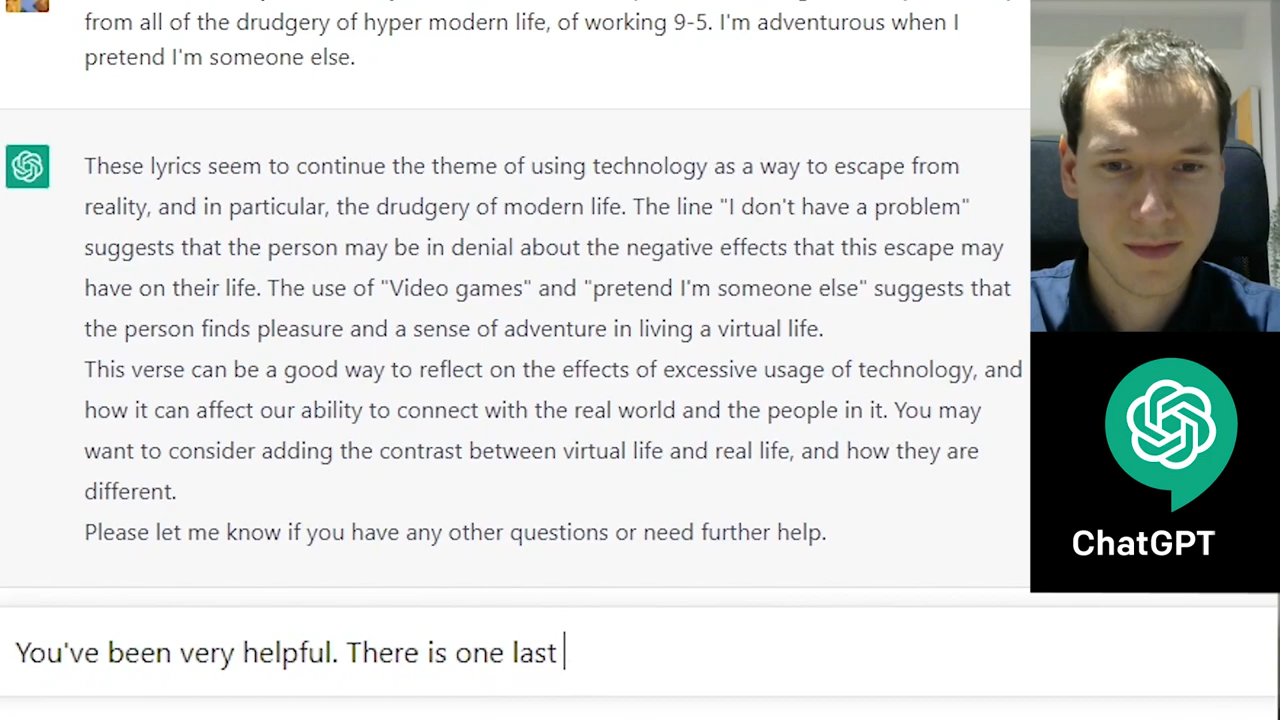 from all of the drudgery of hyper modern life, of working 9-5. I'm adventurous when I
pretend I'm someone else.
These lyrics seem to continue the theme of using technology as a way to escape from
reality, and in particular, the drudgery of modern life. The line "I don't have a problem"
suggests that the person may be in denial about the negative effects that this escape may
have on their life. The use of "Video games" and "pretend I'm someone else" suggests that
the person finds pleasure and a sense of adventure in living a virtual life.
This verse can be a good way to reflect on the effects of excessive usage of technology, and
how it can affect our ability to connect with the real world and the people in it. You may
want to consider adding the contrast between virtual life and real life, and how they are
different.
Please let me know if you have any other questions or need further help.
You've been very helpful. There is one last
ChatGPT